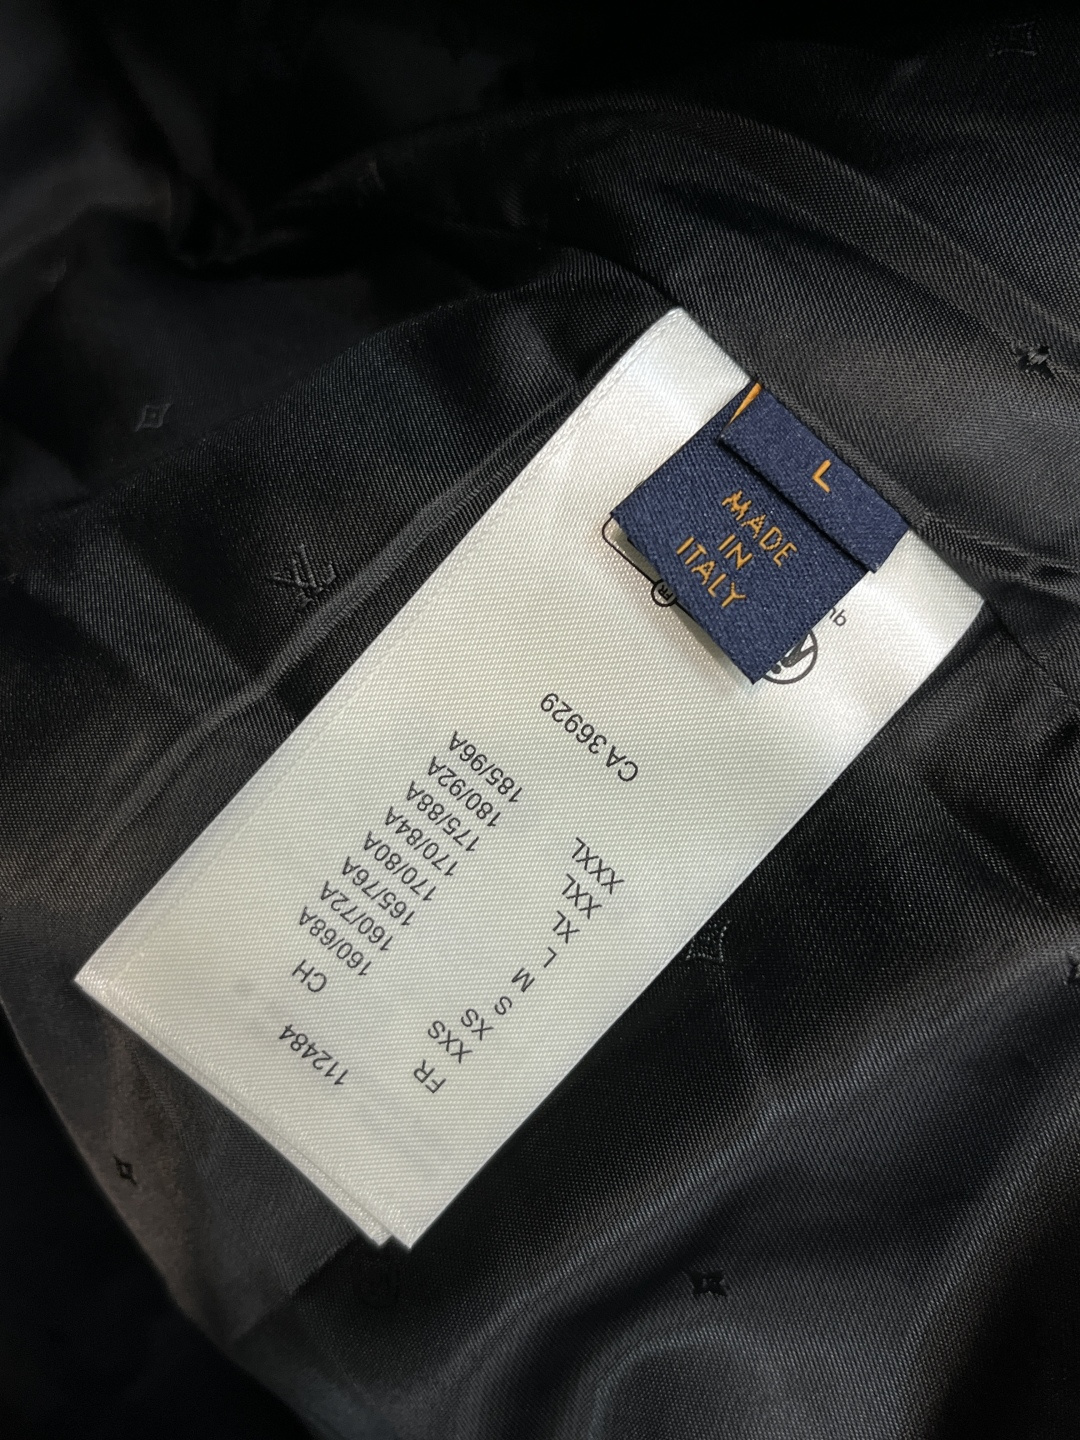 L
MADE
IN
ITALY
112484
FR CH
XXS 160/68A
XS 160/72A
S 165/76A
M 170/80A
L 170/84A
XL 175/88A
XXL 180/92A
XXXL 185/96A
CA 36929
LV